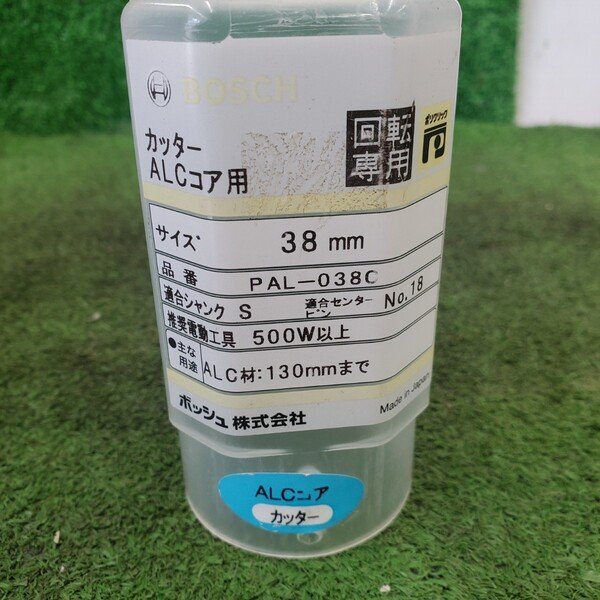 BOSCH
カッター
ALCコア用
回転
専用
ポリクリック
サイズ 38 mm
品番 PAL-038C
適合シャンク S 適合センターピン No.18
推奨電動工具 500W以上
●主な用途 ALC材:130mmまで
ボッシュ株式会社
Made in Japan
ALCコア
カッター